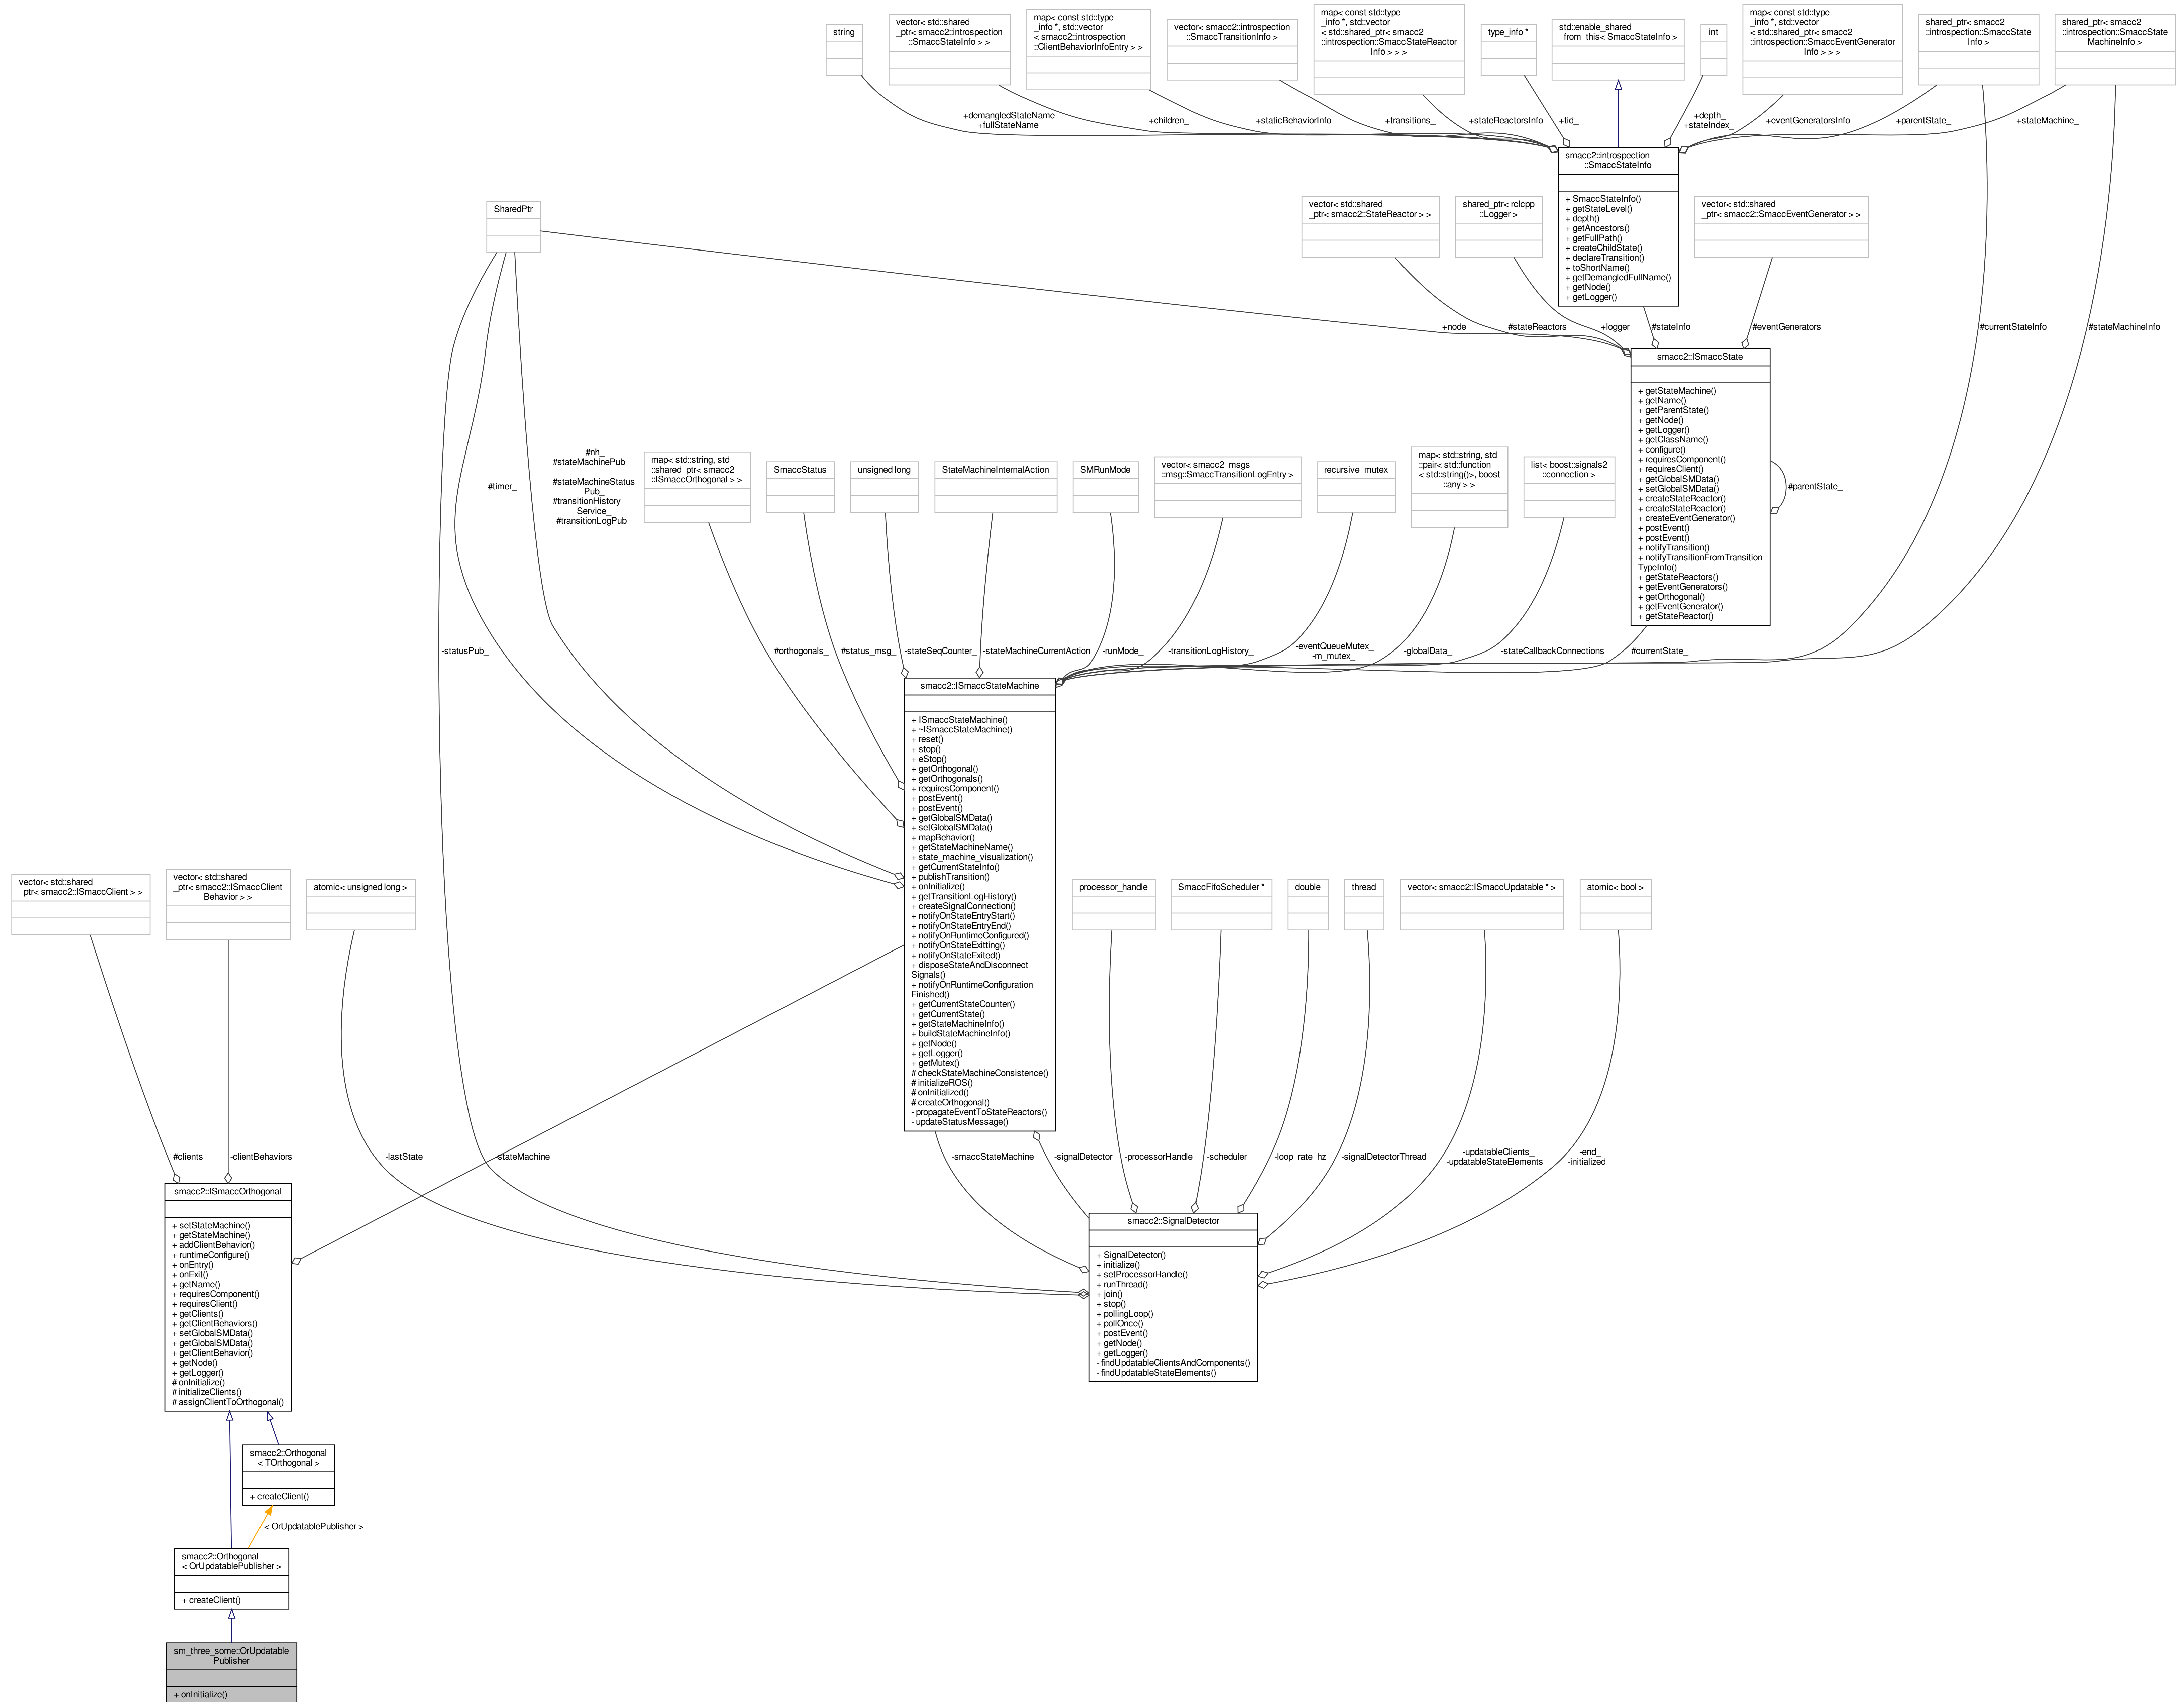 string
vector< std::shared
_ptr< smacc2::introspection
::SmaccStateInfo > >
map< const std::type
_info *, std::vector
< smacc2::introspection
::ClientBehaviorInfoEntry > >
vector< smacc2::introspection
::SmaccTransitionInfo >
map< const std::type
_info *, std::vector
< std::shared_ptr< smacc2
::introspection::SmaccStateReactor
Info > > >
type_info *
std::enable_shared
_from_this< SmaccStateInfo >
int
map< const std::type
_info *, std::vector
< std::shared_ptr< smacc2
::introspection::SmaccEventGenerator
Info > > >
shared_ptr< smacc2
::introspection::SmaccState
Info >
shared_ptr< smacc2
::introspection::SmaccState
MachineInfo >
+demangledStateName
+fullStateName
+children_
+staticBehaviorInfo
+transitions_
+stateReactorsInfo
+tid_
+depth_
+stateIndex_
+eventGeneratorsInfo
+parentState_
+stateMachine_
smacc2::introspection
::SmaccStateInfo
+ SmaccStateInfo()
+ getStateLevel()
+ depth()
+ getAncestors()
+ getFullPath()
+ createChildState()
+ declareTransition()
+ toShortName()
+ getDemangledFullName()
+ getNode()
+ getLogger()
SharedPtr
vector< std::shared
_ptr< smacc2::StateReactor > >
shared_ptr< rclcpp
::Logger >
vector< std::shared
_ptr< smacc2::SmaccEventGenerator > >
+node_
#stateReactors_
+logger_
#stateInfo_
#eventGenerators_
#currentStateInfo_
#stateMachineInfo_
smacc2::ISmaccState
+ getStateMachine()
+ getName()
+ getParentState()
+ getNode()
+ getLogger()
+ getClassName()
+ configure()
+ requiresComponent()
+ requiresClient()
+ getGlobalSMData()
+ setGlobalSMData()
+ createStateReactor()
+ createStateReactor()
+ createEventGenerator()
+ postEvent()
+ postEvent()
+ notifyTransition()
+ notifyTransitionFromTransition
TypeInfo()
+ getStateReactors()
+ getEventGenerators()
+ getOrthogonal()
+ getEventGenerator()
+ getStateReactor()
#parentState_
#timer_
#nh_
#stateMachinePub
_
#stateMachineStatus
Pub_
#transitionHistory
Service_
#transitionLogPub_
map< std::string, std
::shared_ptr< smacc2
::ISmaccOrthogonal > >
SmaccStatus
unsigned long
StateMachineInternalAction
SMRunMode
vector< smacc2_msgs
::msg::SmaccTransitionLogEntry >
recursive_mutex
map< std::string, std
::pair< std::function
< std::string()>, boost
::any > >
list< boost::signals2
::connection >
-statusPub_
#orthogonals_
#status_msg_
-stateSeqCounter_
-stateMachineCurrentAction
-runMode_
-transitionLogHistory_
-eventQueueMutex_
-m_mutex_
-globalData_
-stateCallbackConnections
#currentState_
smacc2::ISmaccStateMachine
+ ISmaccStateMachine()
+ ~ISmaccStateMachine()
+ reset()
+ stop()
+ eStop()
+ getOrthogonal()
+ getOrthogonals()
+ requiresComponent()
+ postEvent()
+ postEvent()
+ getGlobalSMData()
+ setGlobalSMData()
+ mapBehavior()
+ getStateMachineName()
+ state_machine_visualization()
+ getCurrentStateInfo()
+ publishTransition()
+ onInitialize()
+ getTransitionLogHistory()
+ createSignalConnection()
+ notifyOnStateEntryStart()
+ notifyOnStateEntryEnd()
+ notifyOnRuntimeConfigured()
+ notifyOnStateExitting()
+ notifyOnStateExited()
+ disposeStateAndDisconnect
Signals()
+ notifyOnRuntimeConfiguration
Finished()
+ getCurrentStateCounter()
+ getCurrentState()
+ getStateMachineInfo()
+ buildStateMachineInfo()
+ getNode()
+ getLogger()
+ getMutex()
# checkStateMachineConsistence()
# initializeROS()
# onInitialized()
# createOrthogonal()
- propagateEventToStateReactors()
- updateStatusMessage()
vector< std::shared
_ptr< smacc2::ISmaccClient > >
vector< std::shared
_ptr< smacc2::ISmaccClient
Behavior > >
atomic< unsigned long >
processor_handle
SmaccFifoScheduler *
double
thread
vector< smacc2::ISmaccUpdatable * >
atomic< bool >
#clients_
-clientBehaviors_
-lastState_
-stateMachine_
-smaccStateMachine_
-signalDetector_
-processorHandle_
-scheduler_
-loop_rate_hz
-signalDetectorThread_
-updatableClients_
-updatableStateElements_
-end_
-initialized_
smacc2::ISmaccOrthogonal
+ setStateMachine()
+ getStateMachine()
+ addClientBehavior()
+ runtimeConfigure()
+ onEntry()
+ onExit()
+ getName()
+ requiresComponent()
+ requiresClient()
+ getClients()
+ getClientBehaviors()
+ setGlobalSMData()
+ getGlobalSMData()
+ getClientBehavior()
+ getNode()
+ getLogger()
# onInitialize()
# initializeClients()
# assignClientToOrthogonal()
smacc2::SignalDetector
+ SignalDetector()
+ initialize()
+ setProcessorHandle()
+ runThread()
+ join()
+ stop()
+ pollingLoop()
+ pollOnce()
+ postEvent()
+ getNode()
+ getLogger()
- findUpdatableClientsAndComponents()
- findUpdatableStateElements()
smacc2::Orthogonal
< TOrthogonal >
+ createClient()
< OrUpdatablePublisher >
smacc2::Orthogonal
< OrUpdatablePublisher >
+ createClient()
sm_three_some::OrUpdatable
Publisher
+ onInitialize()